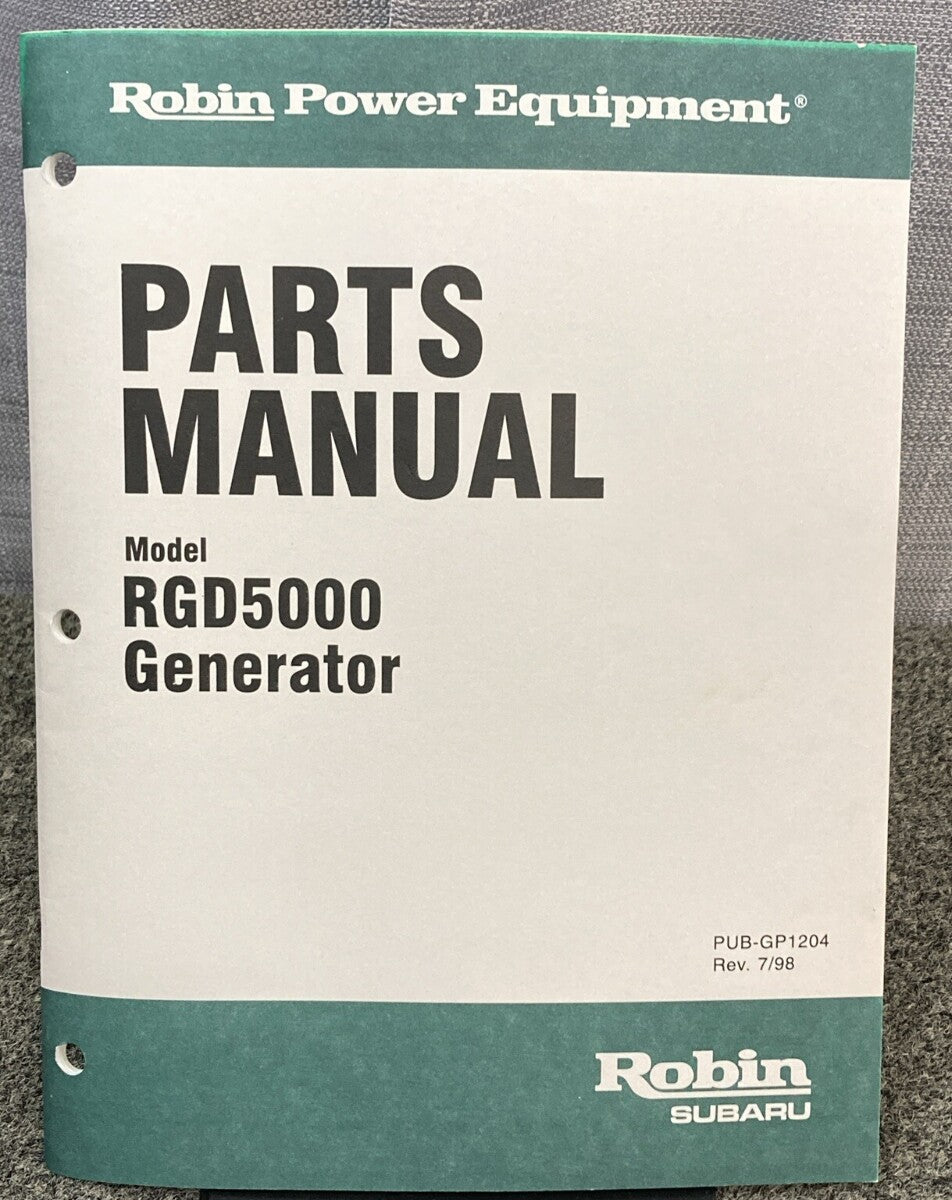 Robin Power Equipment®
PARTS
MANUAL
Model
RGD5000
Generator
PUB-GP1204
Rev. 7/98
Robin
SUBARU